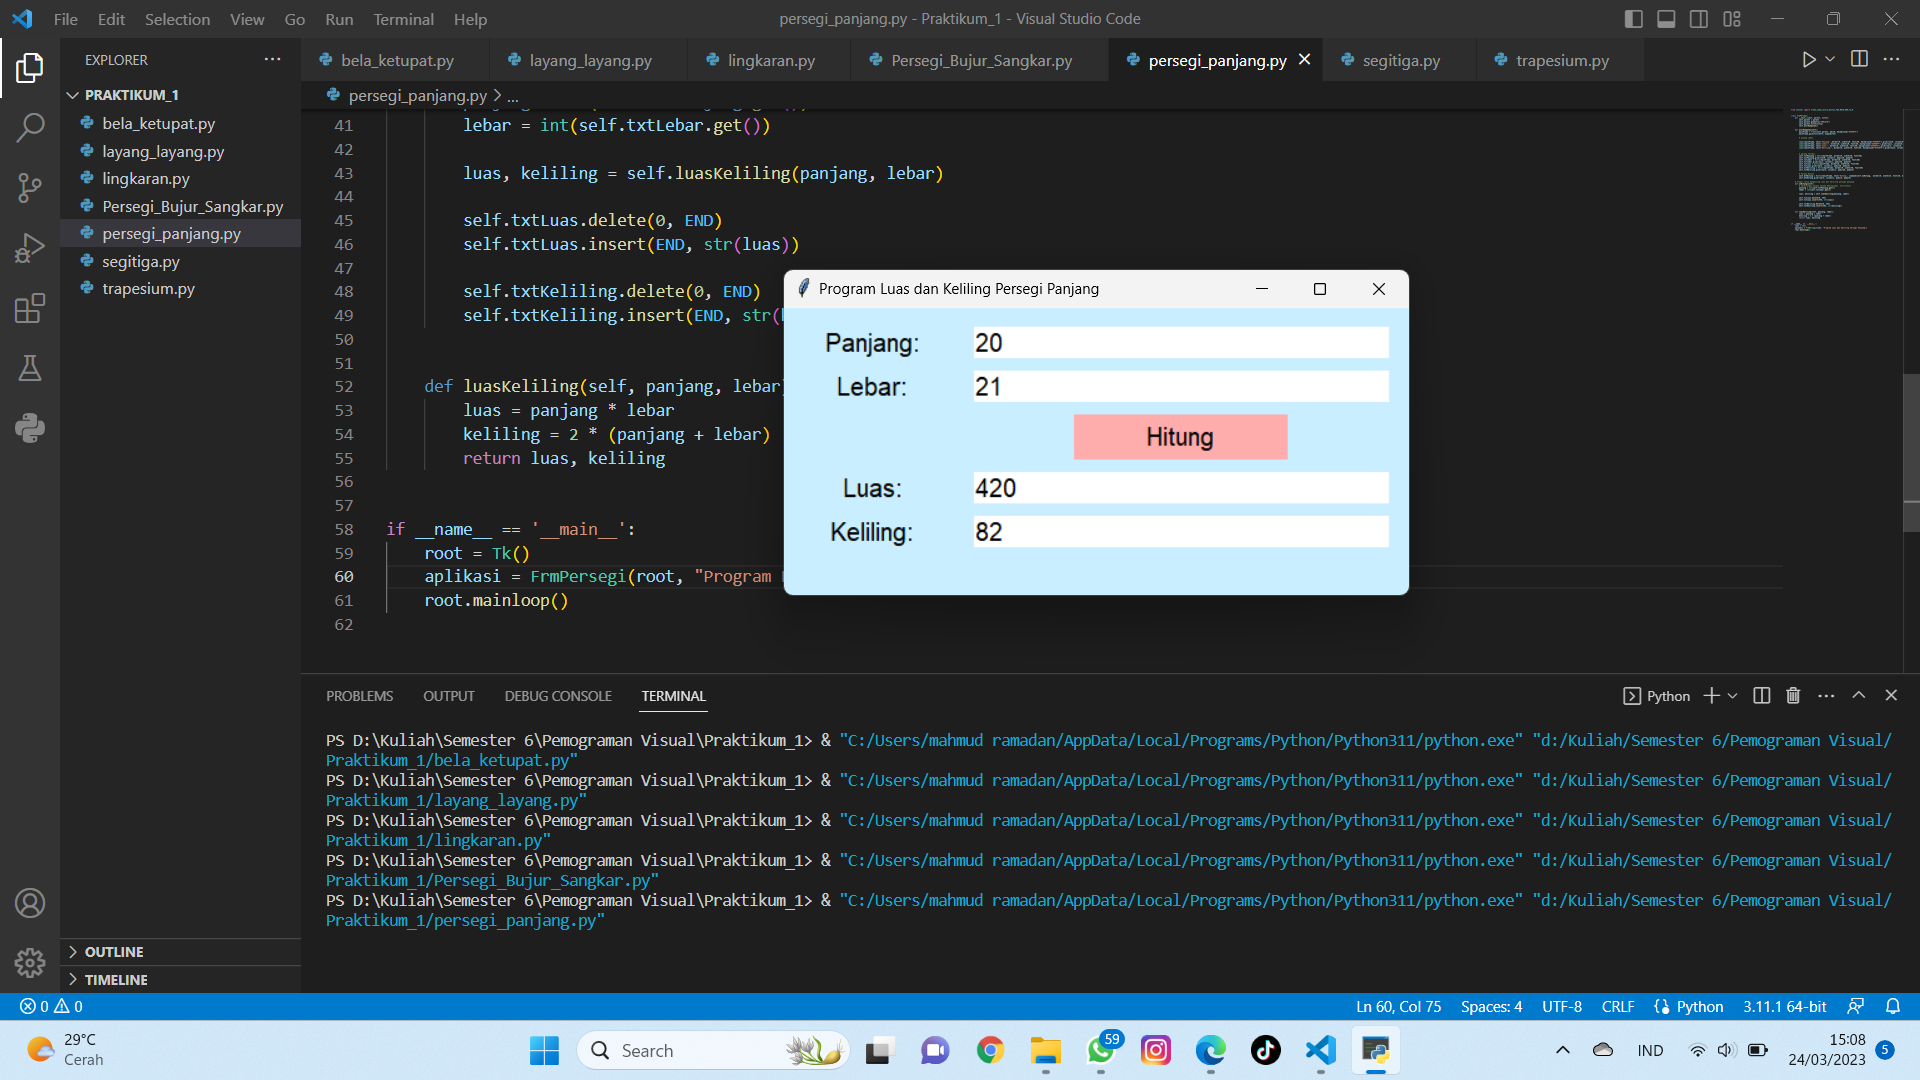 File Edit Selection View Go Run Terminal Help
persegi_panjang.py - Praktikum_1 - Visual Studio Code
EXPLORER
bela_ketupat.py
layang_layang.py
lingkaran.py
Persegi_Bujur_Sangkar.py
persegi_panjang.py
segitiga.py
trapesium.py
persegi_panjang.py > ...
PRAKTIKUM_1
bela_ketupat.py
layang_layang.py
lingkaran.py
Persegi_Bujur_Sangkar.py
persegi_panjang.py
segitiga.py
trapesium.py
OUTLINE
TIMELINE
41 lebar = int(self.txtLebar.get())
42
43 luas, keliling = self.luasKeliling(panjang, lebar)
44
45 self.txtLuas.delete(0, END)
46 self.txtLuas.insert(END, str(luas))
47
48 self.txtKeliling.delete(0, END)
49 self.txtKeliling.insert(END, str(
50
51
52 def luasKeliling(self, panjang, lebar
53 luas = panjang * lebar
54 keliling = 2 * (panjang + lebar)
55 return luas, keliling
56
57
58 if __name__ == '__main__':
59 root = Tk()
60 aplikasi = FrmPersegi(root, "Program
61 root.mainloop()
62
Program Luas dan Keliling Persegi Panjang
Panjang: 20
Lebar: 21
Hitung
Luas: 420
Keliling: 82
PROBLEMS OUTPUT DEBUG CONSOLE TERMINAL
Python
PS D:\Kuliah\Semester 6\Pemograman Visual\Praktikum_1> & "C:/Users/mahmud ramadan/AppData/Local/Programs/Python/Python311/python.exe" "d:/Kuliah/Semester 6/Pemograman Visual/
Praktikum_1/bela_ketupat.py"
PS D:\Kuliah\Semester 6\Pemograman Visual\Praktikum_1> & "C:/Users/mahmud ramadan/AppData/Local/Programs/Python/Python311/python.exe" "d:/Kuliah/Semester 6/Pemograman Visual/
Praktikum_1/layang_layang.py"
PS D:\Kuliah\Semester 6\Pemograman Visual\Praktikum_1> & "C:/Users/mahmud ramadan/AppData/Local/Programs/Python/Python311/python.exe" "d:/Kuliah/Semester 6/Pemograman Visual/
Praktikum_1/lingkaran.py"
PS D:\Kuliah\Semester 6\Pemograman Visual\Praktikum_1> & "C:/Users/mahmud ramadan/AppData/Local/Programs/Python/Python311/python.exe" "d:/Kuliah/Semester 6/Pemograman Visual/
Praktikum_1/Persegi_Bujur_Sangkar.py"
PS D:\Kuliah\Semester 6\Pemograman Visual\Praktikum_1> & "C:/Users/mahmud ramadan/AppData/Local/Programs/Python/Python311/python.exe" "d:/Kuliah/Semester 6/Pemograman Visual/
Praktikum_1/persegi_panjang.py"
0 0
Ln 60, Col 75 Spaces: 4 UTF-8 CRLF Python 3.11.1 64-bit
29°C
Cerah
Search
59
IND
15:08
24/03/2023
5